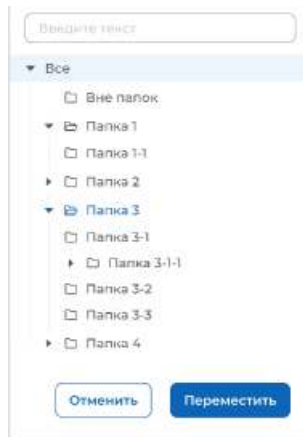 Введите текст
Все
Вне папок
Папка 1
Папка 1-1
Папка 2
Папка 3
Папка 3-1
Папка 3-1-1
Папка 3-2
Папка 3-3
Папка 4
Отменить Переместить